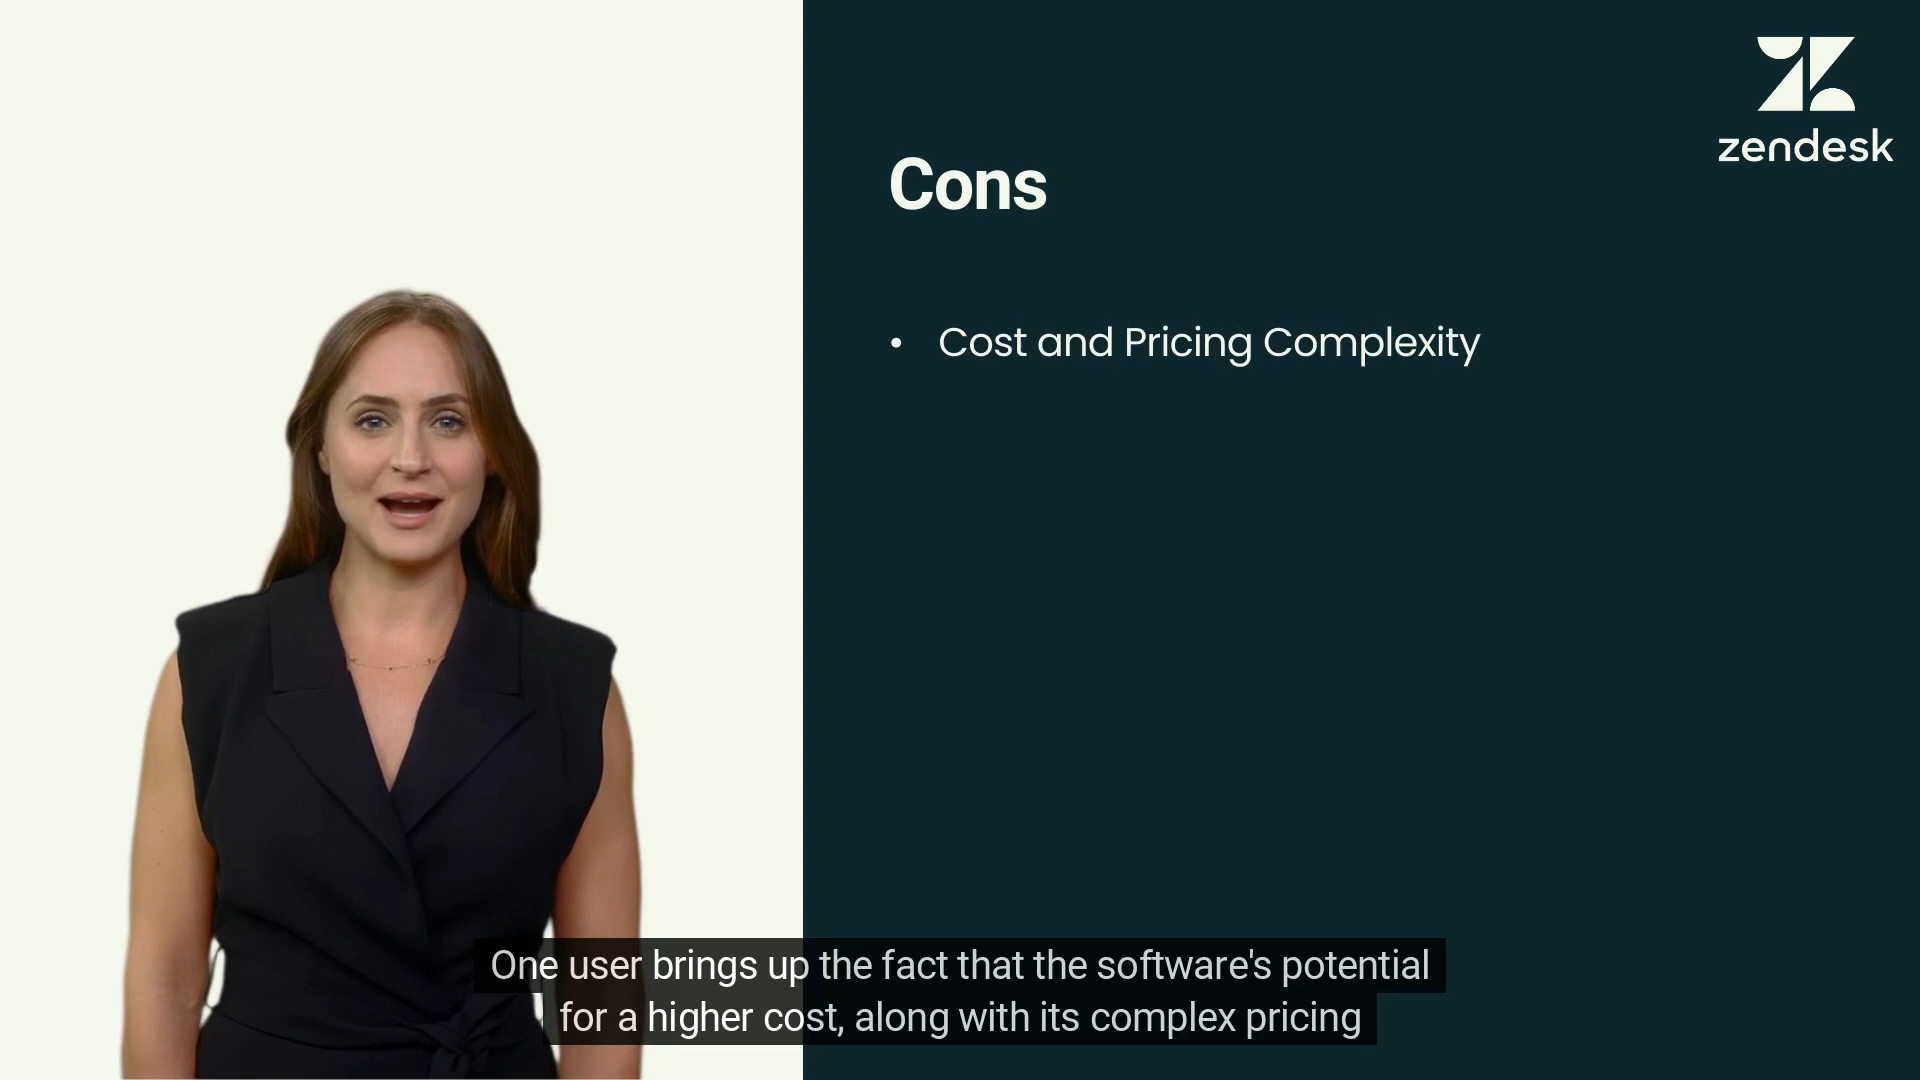 zendesk
Cons
• Cost and Pricing Complexity
One user brings up the fact that the software's potential
for a higher cost, along with its complex pricing